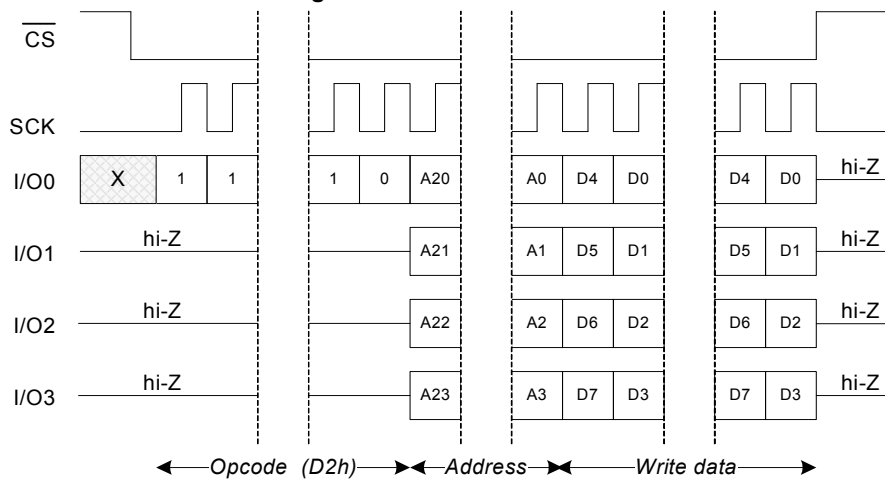 CS
SCK
I/O0 X 1 1 1 0 A20 A0 D4 D0 D4 D0 hi-Z
I/O1 hi-Z A21 A1 D5 D1 D5 D1 hi-Z
I/O2 hi-Z A22 A2 D6 D2 D6 D2 hi-Z
I/O3 hi-Z A23 A3 D7 D3 D7 D3 hi-Z
Opcode (D2h) Address Write data